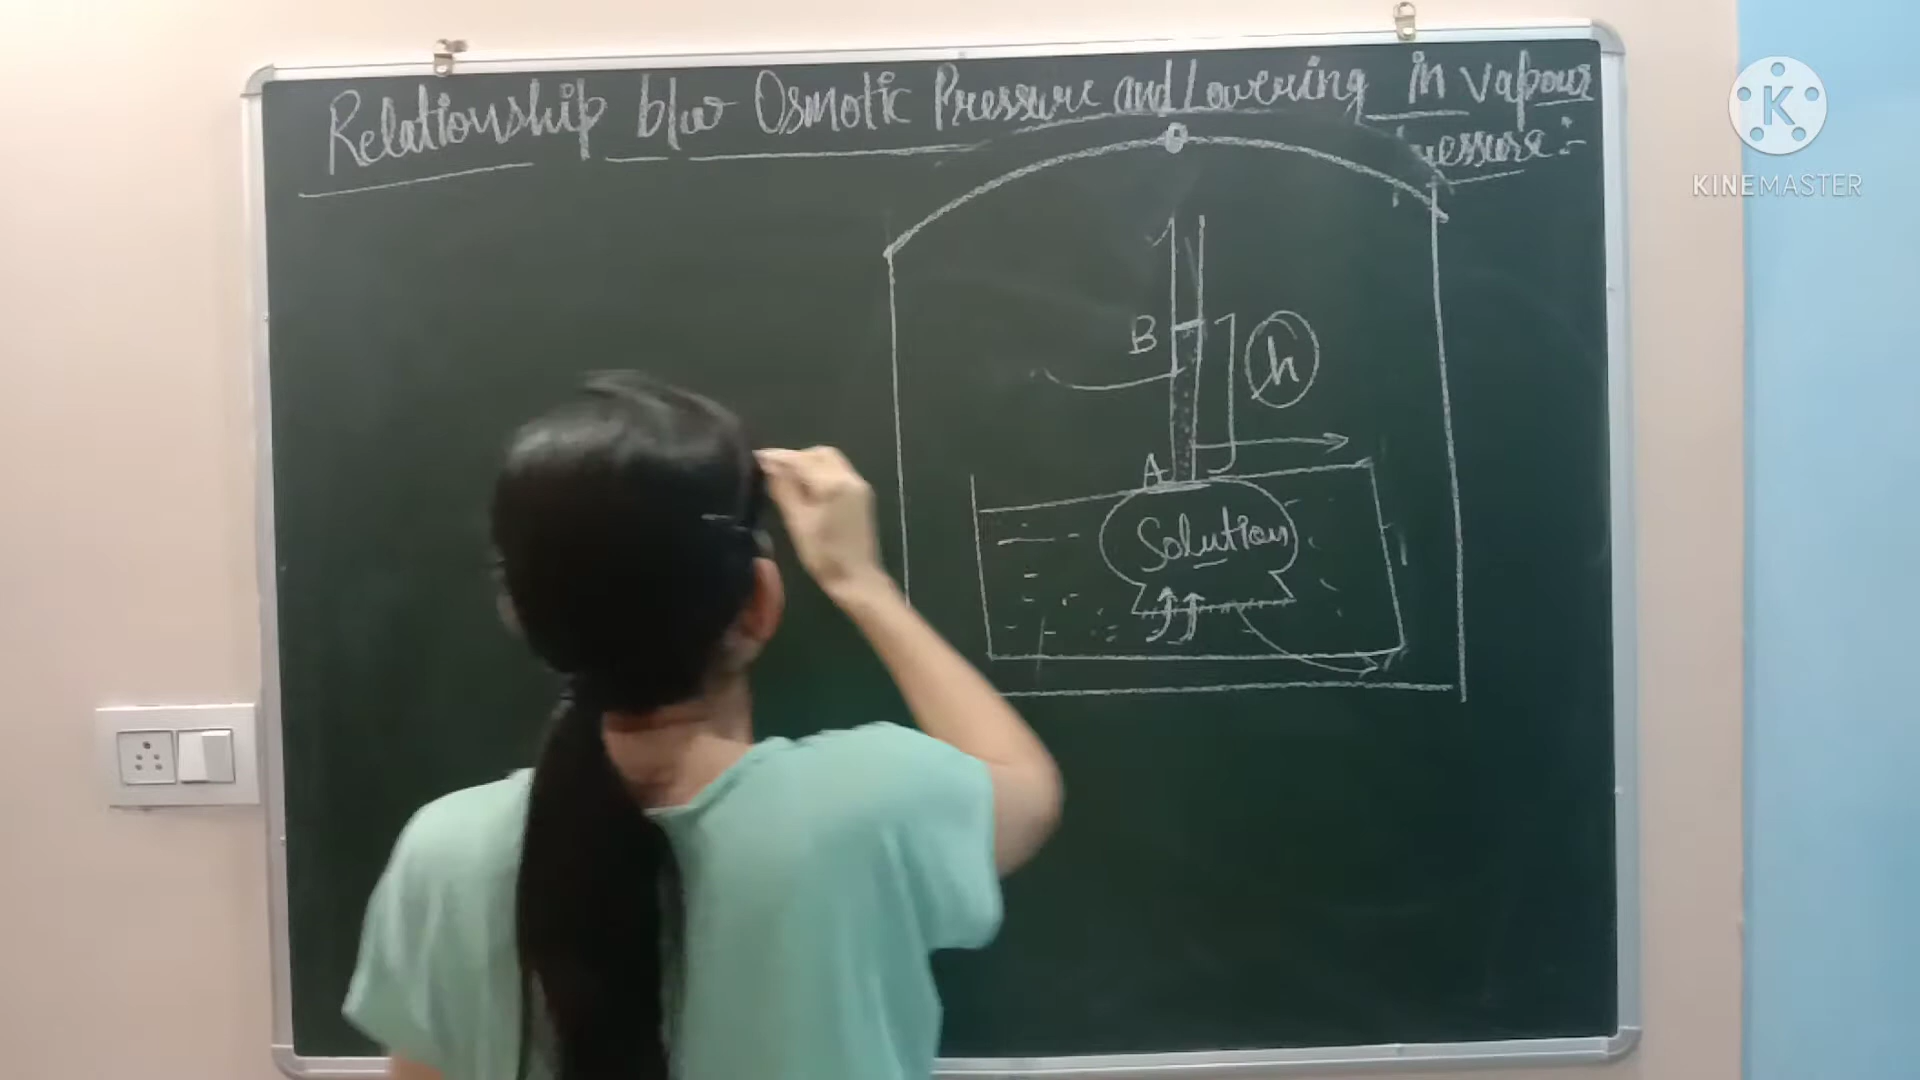 Relationship b/w Osmotic Pressure and Lowering in Vapour
Pressure :-
B
h
A
Solution
K
KINEMASTER